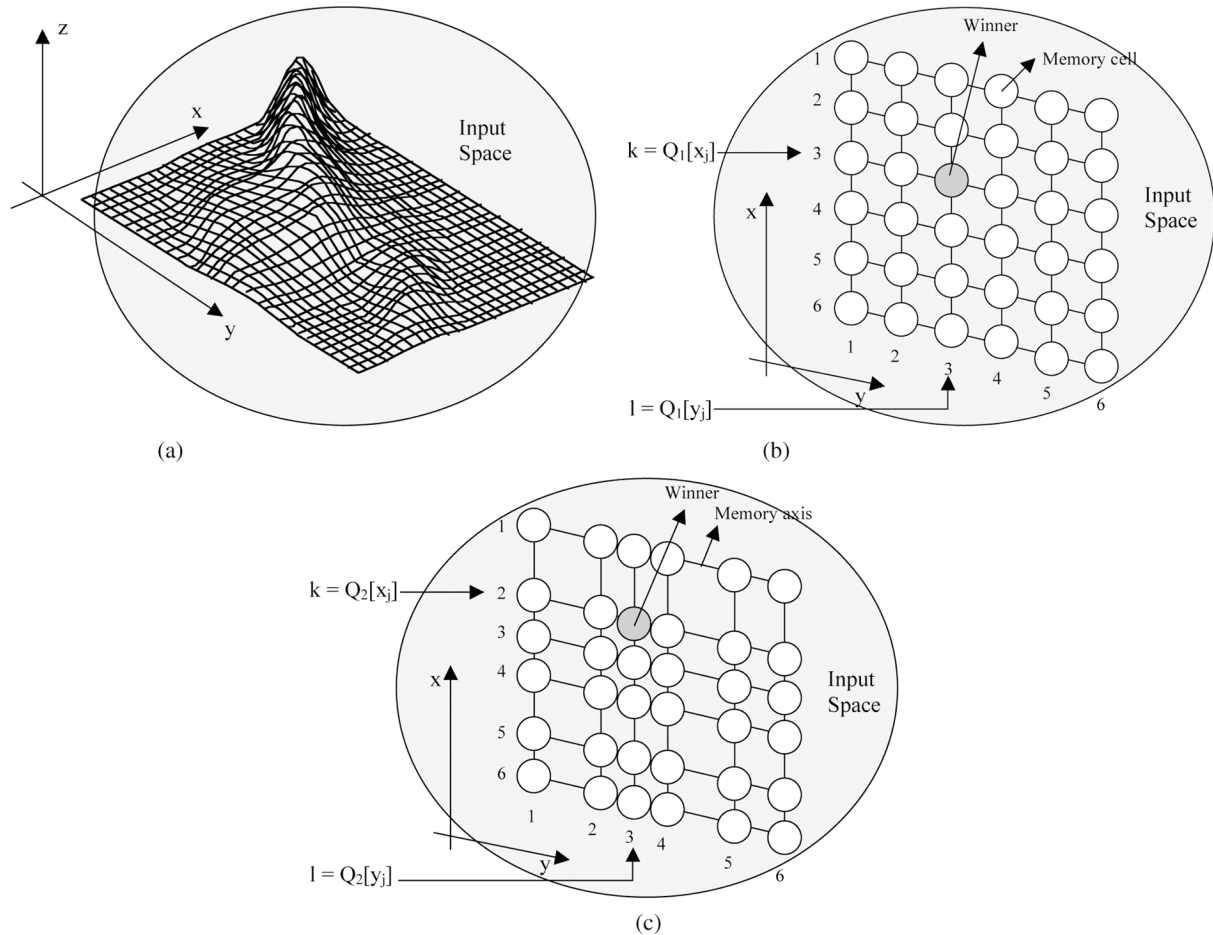 z
x
y
Input
Space
(a)
Winner
Memory cell
1
2
3
4
5
6
k = Q₁[xⱼ]
x
Input
Space
1
2
3
4
5
6
y
l = Q₁[yⱼ]
(b)
Winner
Memory axis
1
2
3
4
5
6
k = Q₂[xⱼ]
x
Input
Space
1
2
3
4
5
6
y
l = Q₂[yⱼ]
(c)